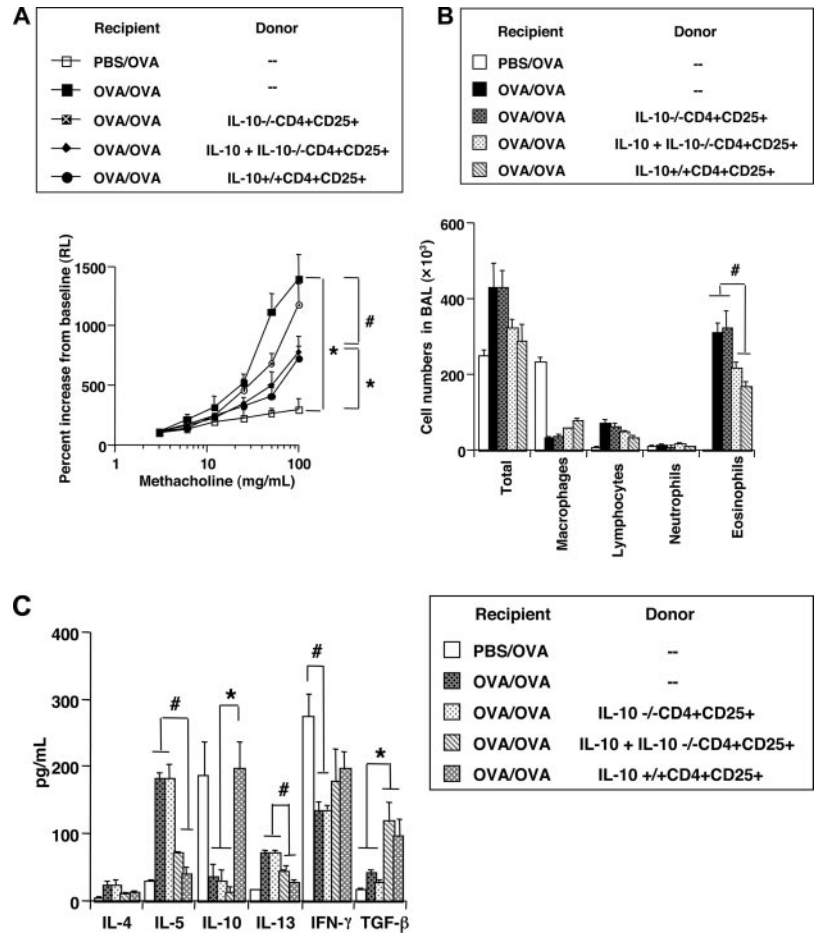 A
Recipient Donor
PBS/OVA --
OVA/OVA --
OVA/OVA IL-10-/-CD4+CD25+
OVA/OVA IL-10 + IL-10-/-CD4+CD25+
OVA/OVA IL-10+/+CD4+CD25+
Percent increase from baseline (RL)
1500
1000
500
0
1 10 100
Methacholine (mg/mL)
#
*
*
B
Recipient Donor
PBS/OVA --
OVA/OVA --
OVA/OVA IL-10-/-CD4+CD25+
OVA/OVA IL-10 + IL-10-/-CD4+CD25+
OVA/OVA IL-10+/+CD4+CD25+
Cell numbers in BAL (×10³)
600
400
200
0
#
Total
Macrophages
Lymphocytes
Neutrophils
Eosinophils
C
pg/mL
400
300
200
100
0
# * # # *
IL-4 IL-5 IL-10 IL-13 IFN-γ TGF-β
Recipient Donor
PBS/OVA --
OVA/OVA --
OVA/OVA IL-10 -/-CD4+CD25+
OVA/OVA IL-10 + IL-10 -/-CD4+CD25+
OVA/OVA IL-10 +/+CD4+CD25+